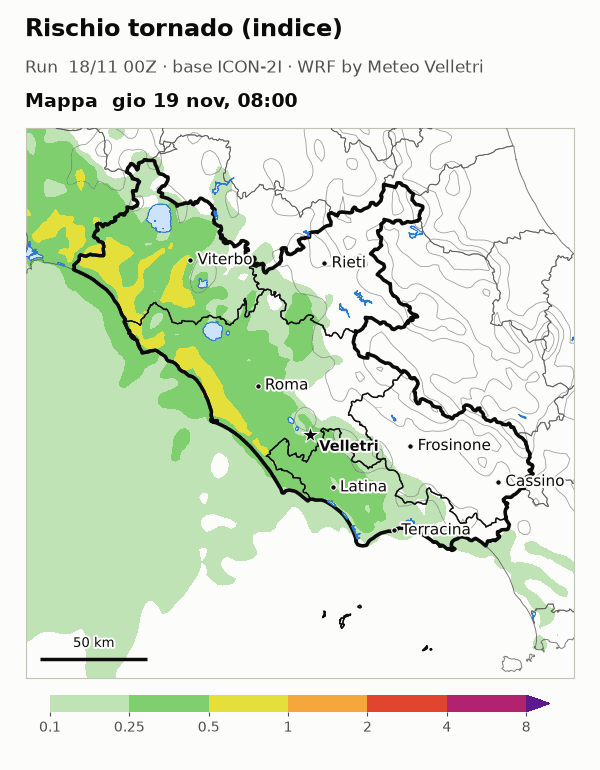 Rischio tornado (indice)
Run  18/11 00Z · base ICON-2I · WRF by Meteo Velletri
Mappa  gio 19 nov, 08:00
Viterbo
Rieti
Roma
Velletri
Frosinone
Cassino
Latina
Terracina
50 km
0.1 0.25 0.5 1 2 4 8